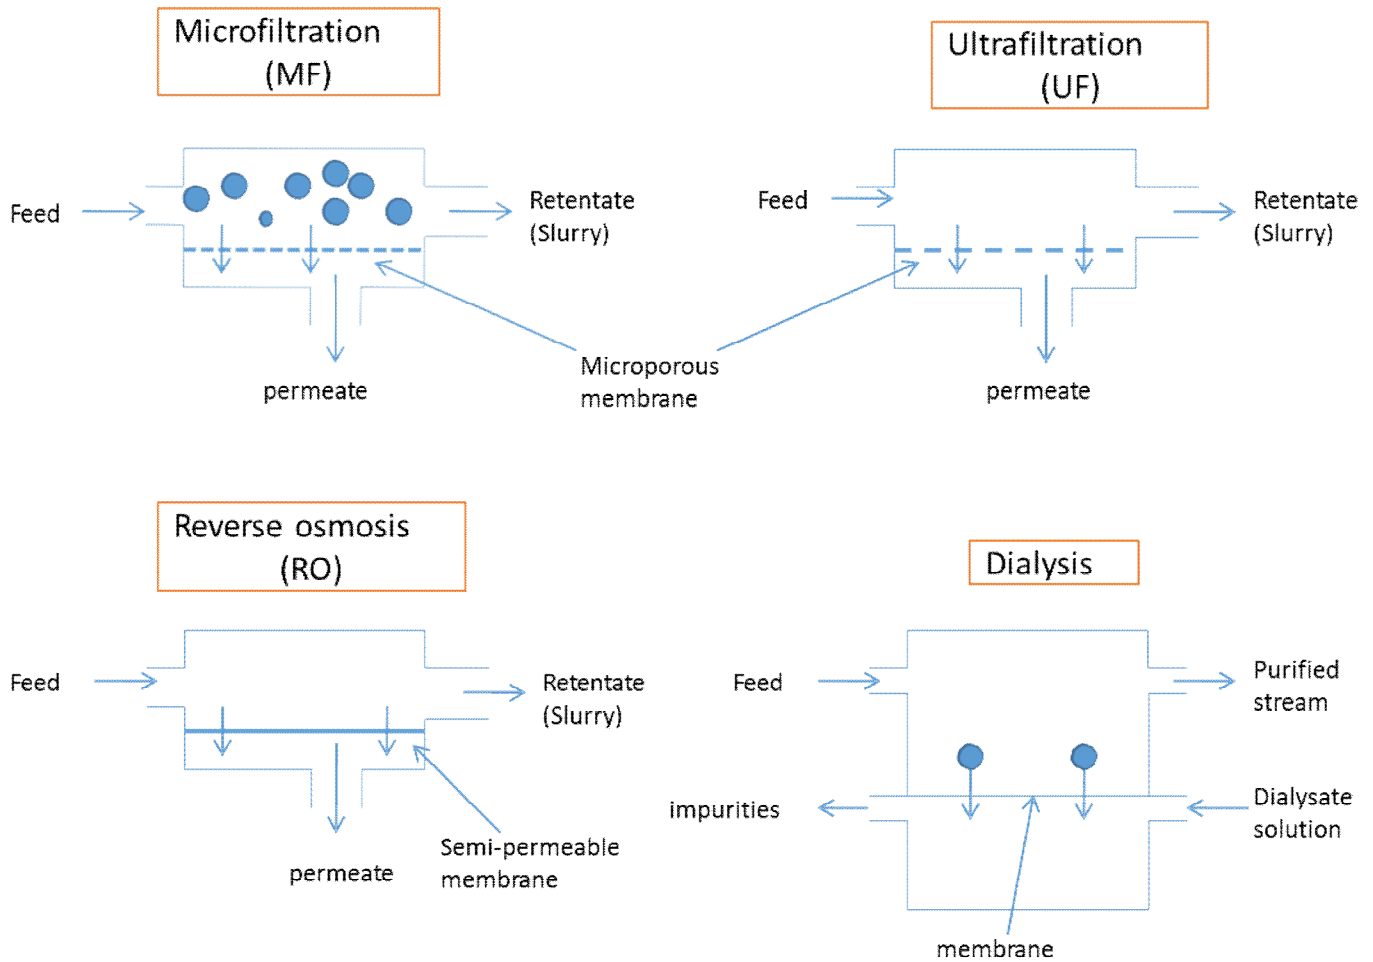 Microfiltration
(MF)
Ultrafiltration
(UF)
Feed
Retentate
(Slurry)
Feed
Retentate
(Slurry)
Microporous
membrane
permeate
permeate
Reverse osmosis
(RO)
Dialysis
Feed
Retentate
(Slurry)
Feed
Purified
stream
impurities
Dialysate
solution
Semi-permeable
membrane
permeate
membrane